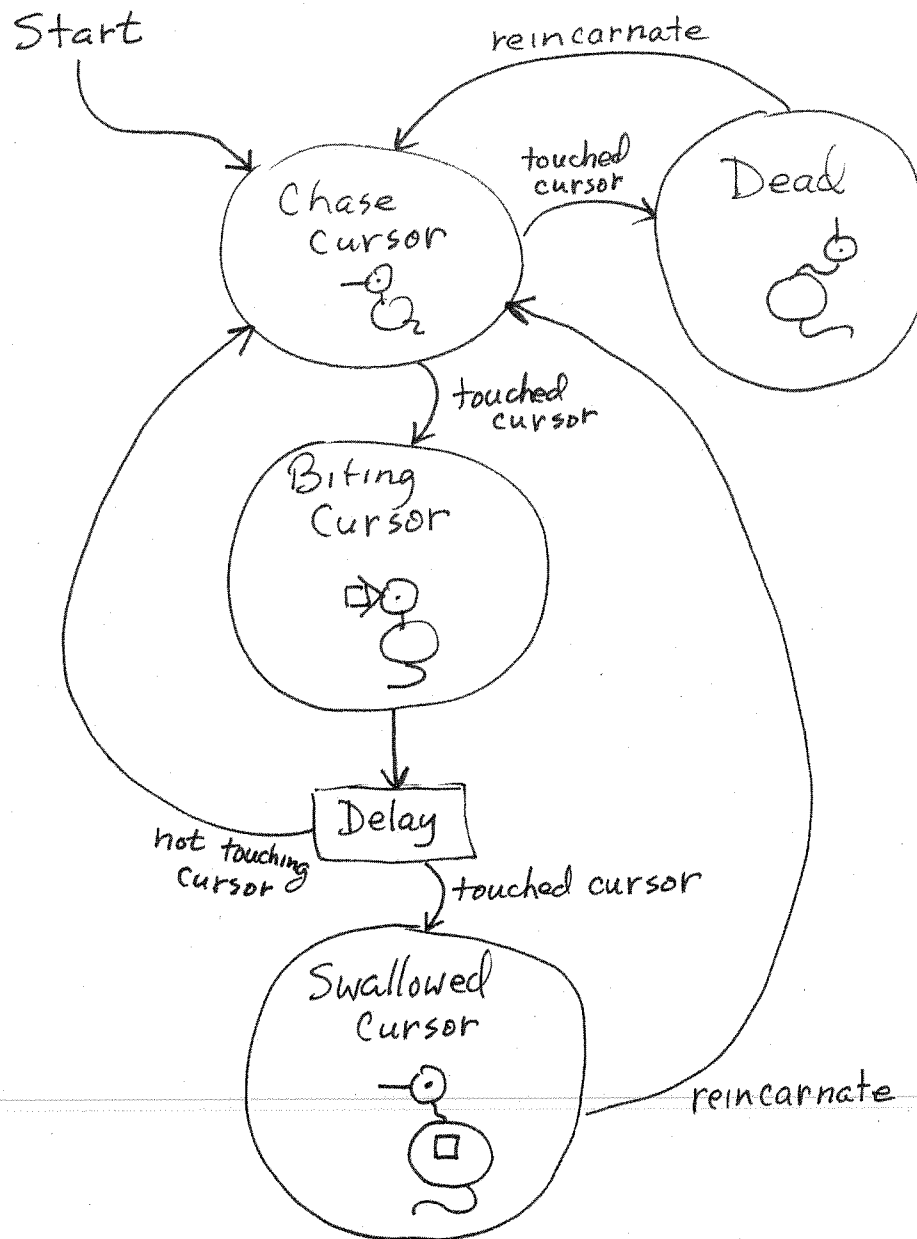 Start
reincarnate
touched
cursor
Dead
Chase
cursor
touched
cursor
Biting
Cursor
Delay
not touching
cursor
touched cursor
Swallowed
Cursor
reincarnate